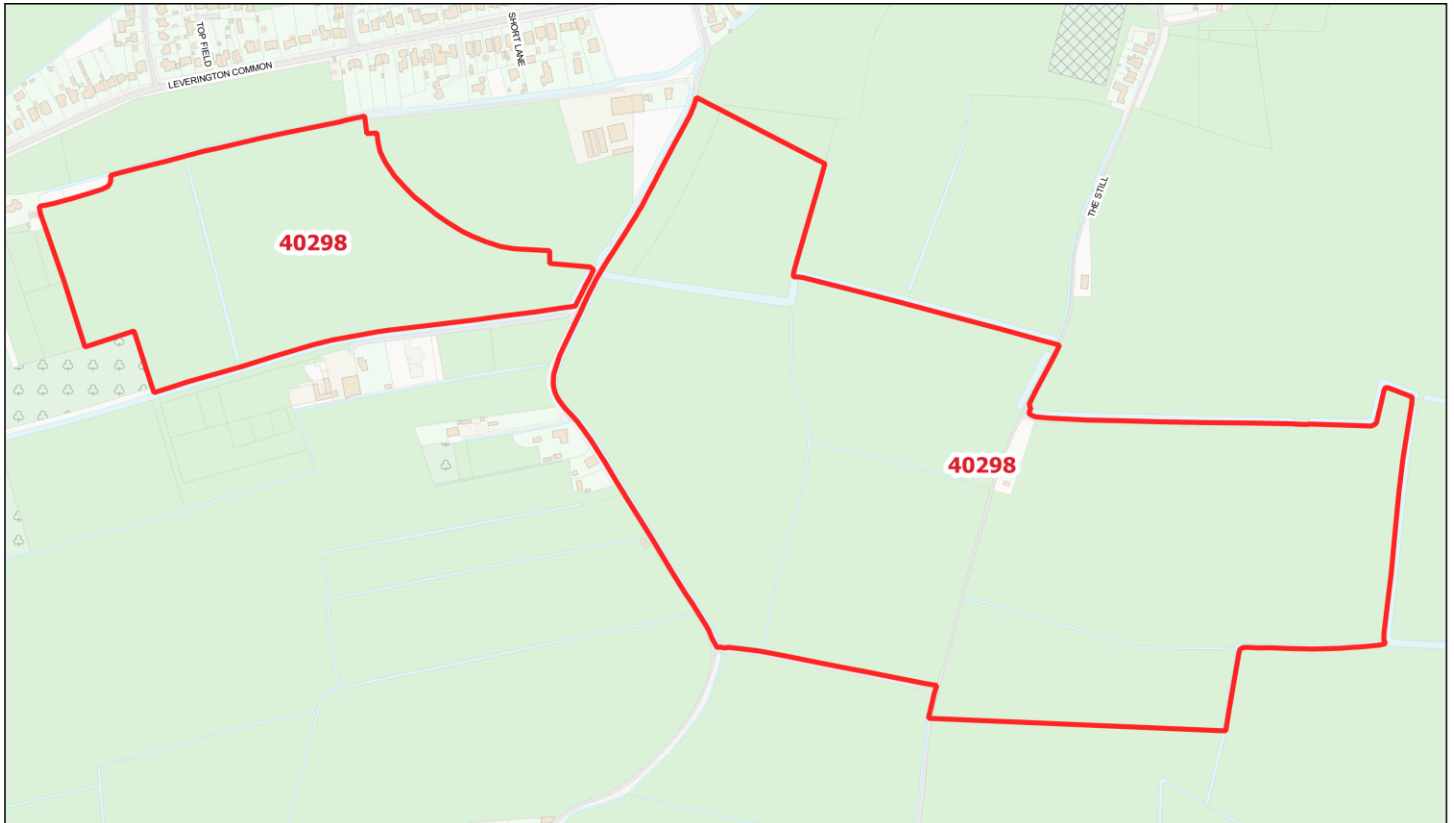 TOP FIELD
SHORT LANE
LEVERINGTON COMMON
THE STILL
40298
40298